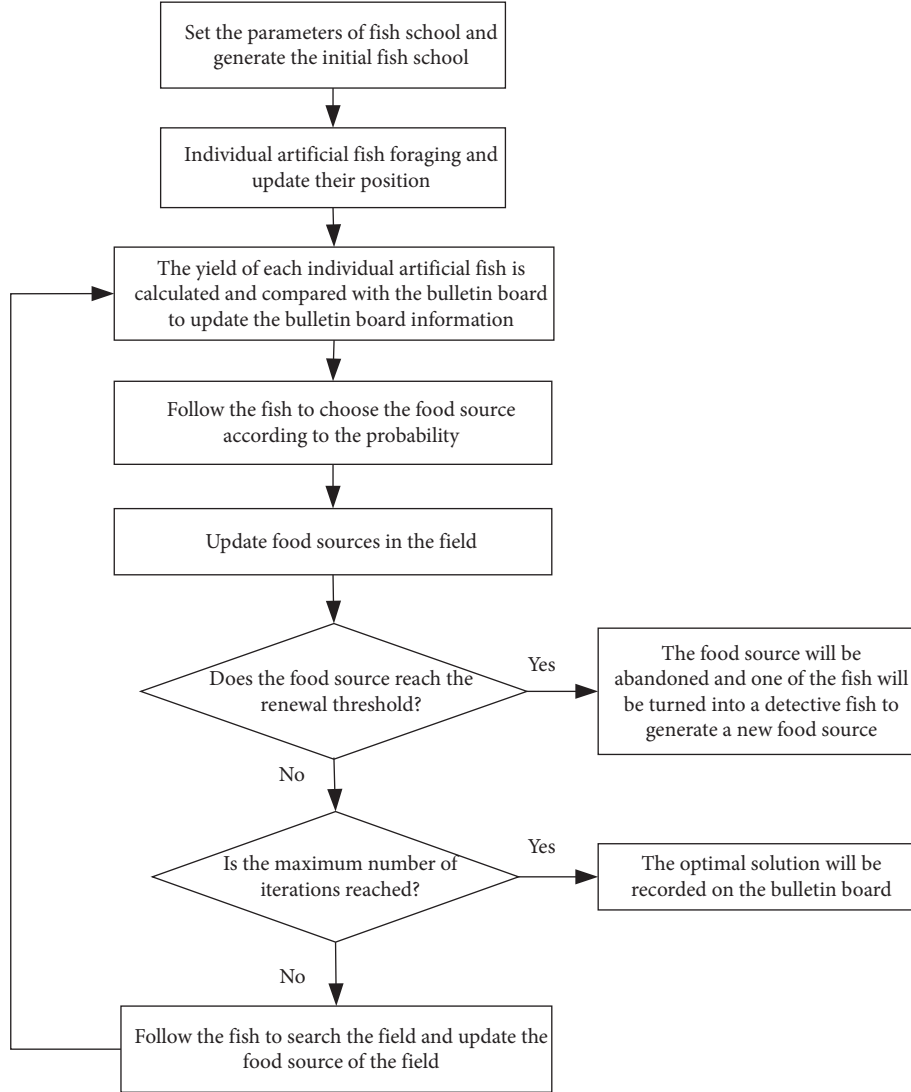 Set the parameters of fish school and
generate the initial fish school
Individual artificial fish foraging and
update their position
The yield of each individual artificial fish is
calculated and compared with the bulletin board
to update the bulletin board information
Follow the fish to choose the food source
according to the probability
Update food sources in the field
Does the food source reach the
renewal threshold?
Yes
The food source will be
abandoned and one of the fish will
be turned into a detective fish to
generate a new food source
No
Is the maximum number of
iterations reached?
Yes
The optimal solution will be
recorded on the bulletin board
No
Follow the fish to search the field and update the
food source of the field